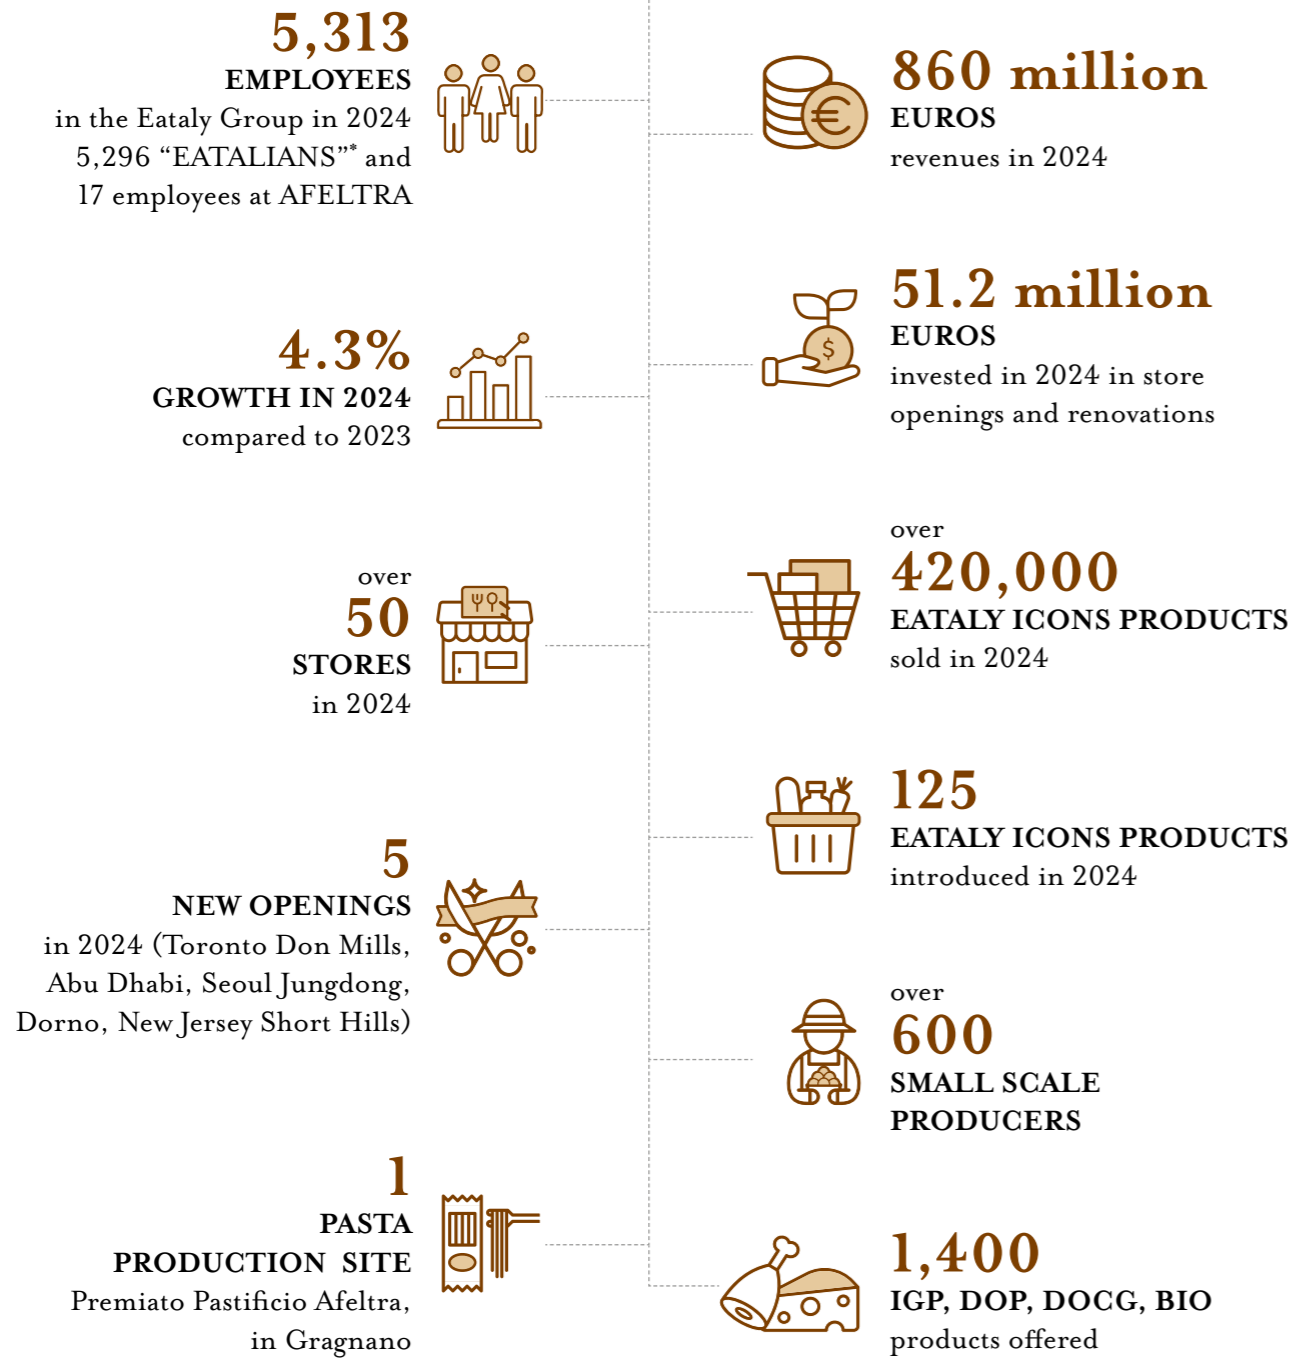 5,313
EMPLOYEES
in the Eataly Group in 2024
5,296 “EATALIANS”* and
17 employees at AFELTRA
4.3%
GROWTH IN 2024
compared to 2023
over
50
STORES
in 2024
5
NEW OPENINGS
in 2024 (Toronto Don Mills,
Abu Dhabi, Seoul Jungdong,
Dorno, New Jersey Short Hills)
1
PASTA
PRODUCTION SITE
Premiato Pastificio Afeltra,
in Gragnano
860 million
EUROS
revenues in 2024
51.2 million
EUROS
invested in 2024 in store
openings and renovations
over
420,000
EATALY ICONS PRODUCTS
sold in 2024
125
EATALY ICONS PRODUCTS
introduced in 2024
over
600
SMALL SCALE
PRODUCERS
1,400
IGP, DOP, DOCG, BIO
products offered